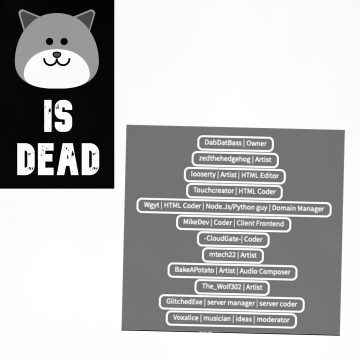 IS
DEAD
DabDatBass | Owner
zedthehedgehog | Artist
looserty | Artist | HTML Editor
Touchcreator | HTML Coder
Wgyt | HTML Coder | Node.Js/Python guy | Domain Manager
MikeDev | Coder | Client Frontend
-CloudGate- | Coder
mtech22 | Artist
BakeAPotato | Artist | Audio Composer
The_Wolf302 | Artist
GlitchedExe | server manager | server coder
Voxalice | musician | ideas | moderator